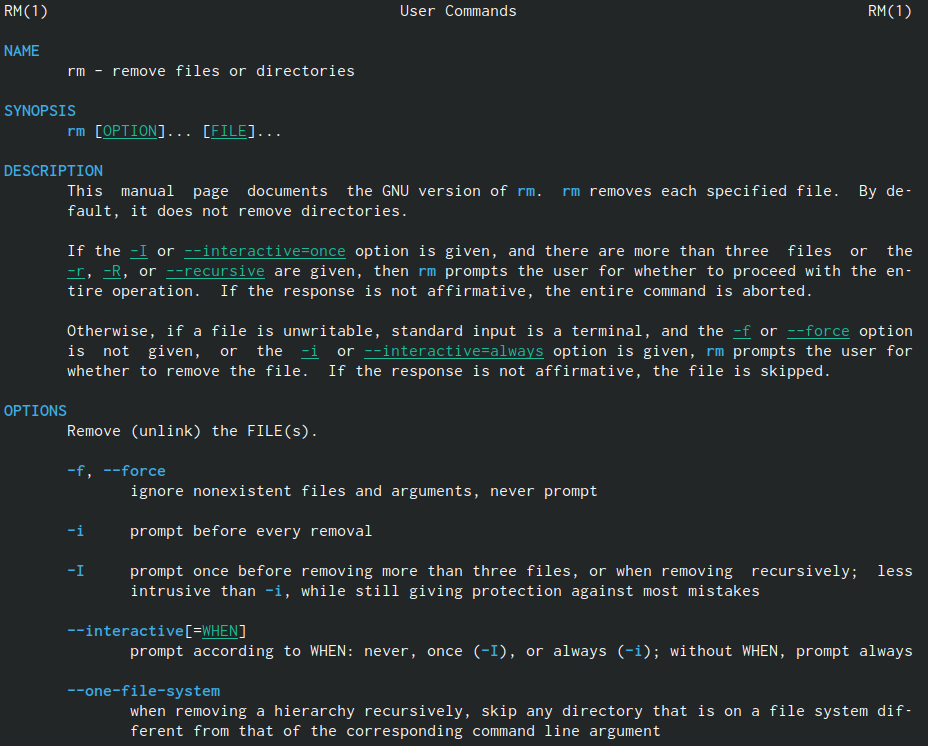 RM(1) User Commands RM(1)
NAME
rm - remove files or directories
SYNOPSIS
rm [OPTION]... [FILE]...
DESCRIPTION
This manual page documents the GNU version of rm. rm removes each specified file. By de-
fault, it does not remove directories.
If the -I or --interactive=once option is given, and there are more than three files or the
-r, -R, or --recursive are given, then rm prompts the user for whether to proceed with the en-
tire operation. If the response is not affirmative, the entire command is aborted.
Otherwise, if a file is unwritable, standard input is a terminal, and the -f or --force option
is not given, or the -i or --interactive=always option is given, rm prompts the user for
whether to remove the file. If the response is not affirmative, the file is skipped.
OPTIONS
Remove (unlink) the FILE(s).
-f, --force
ignore nonexistent files and arguments, never prompt
-i prompt before every removal
-I prompt once before removing more than three files, or when removing recursively; less
intrusive than -i, while still giving protection against most mistakes
--interactive[=WHEN]
prompt according to WHEN: never, once (-I), or always (-i); without WHEN, prompt always
--one-file-system
when removing a hierarchy recursively, skip any directory that is on a file system dif-
ferent from that of the corresponding command line argument